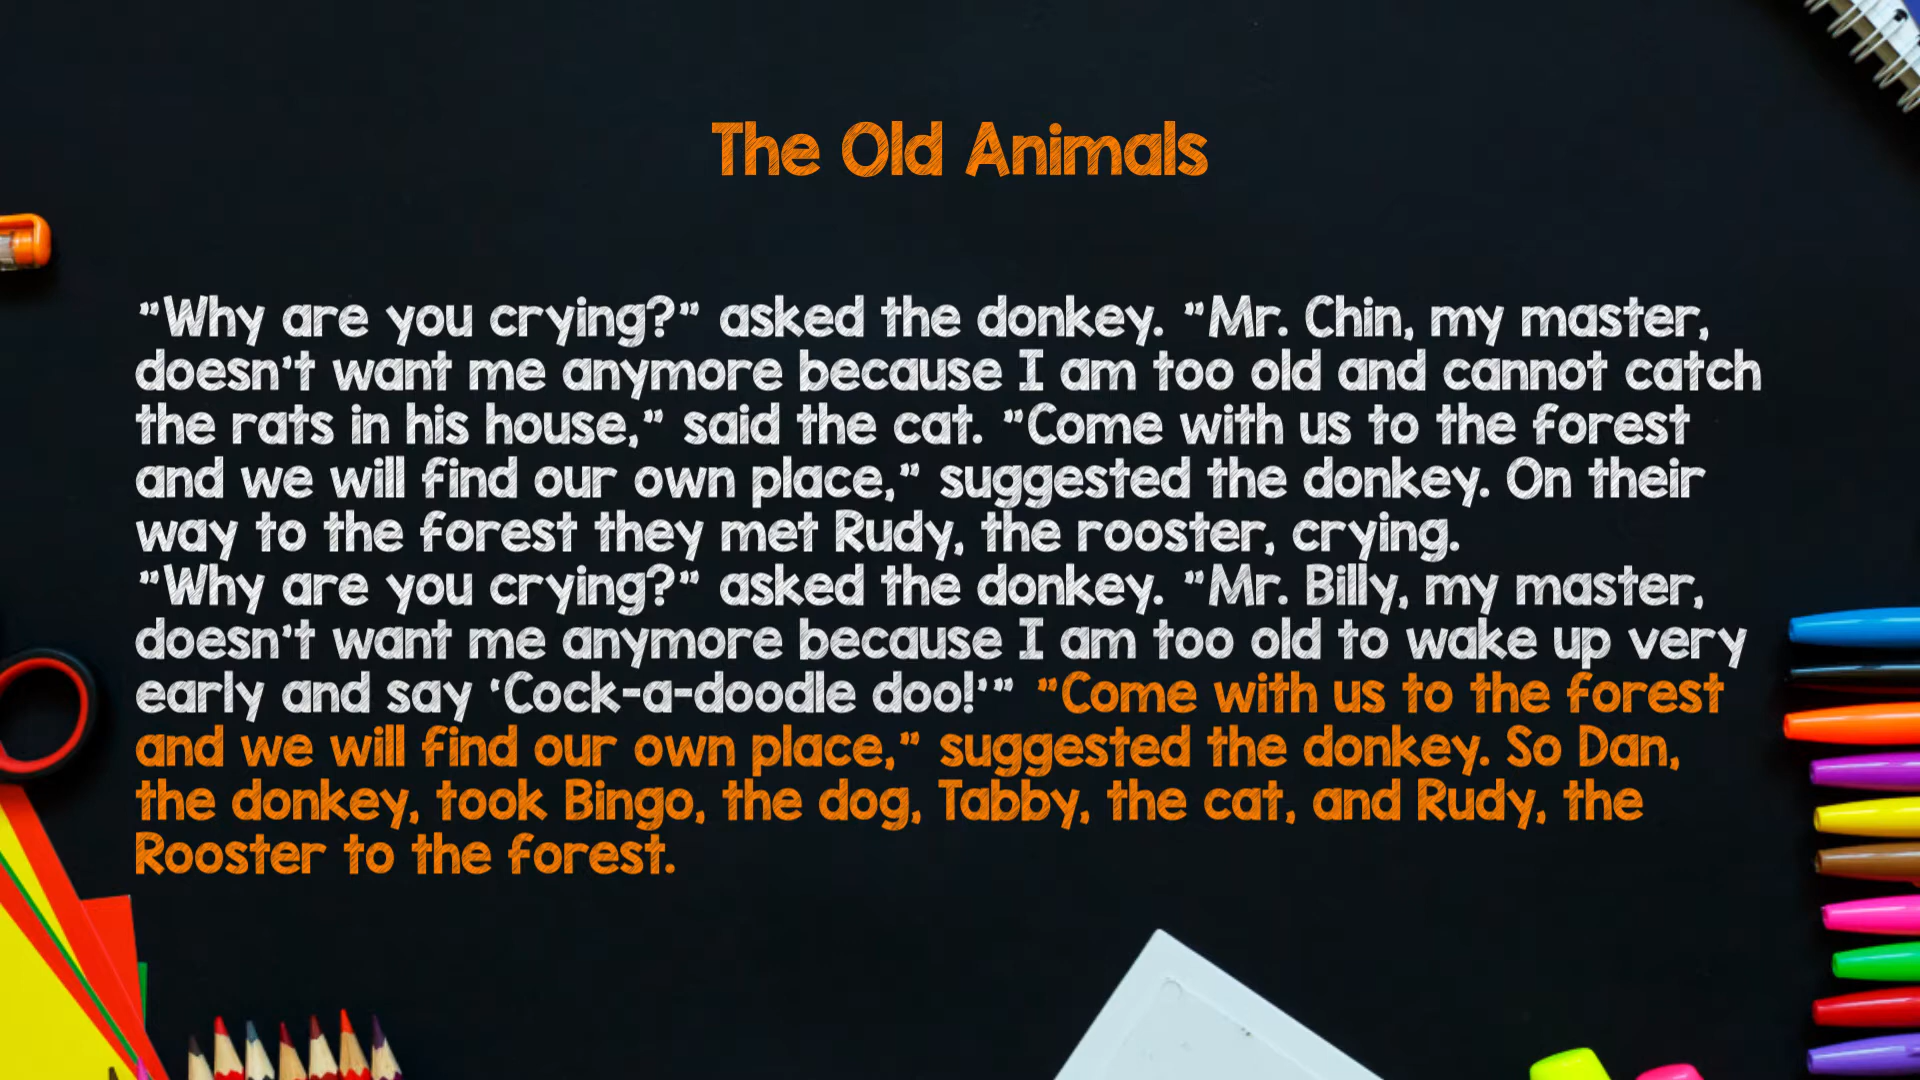 The Old Animals
"Why are you crying?" asked the donkey. "Mr. Chin, my master,
doesn't want me anymore because I am too old and cannot catch
the rats in his house," said the cat. "Come with us to the forest
and we will find our own place," suggested the donkey. On their
way to the forest they met Rudy, the rooster, crying.
"Why are you crying?" asked the donkey. "Mr. Billy, my master,
doesn't want me anymore because I am too old to wake up very
early and say 'Cock-a-doodle doo!'" "Come with us to the forest
and we will find our own place," suggested the donkey. So Dan,
the donkey, took Bingo, the dog, Tabby, the cat, and Rudy, the
Rooster to the forest.